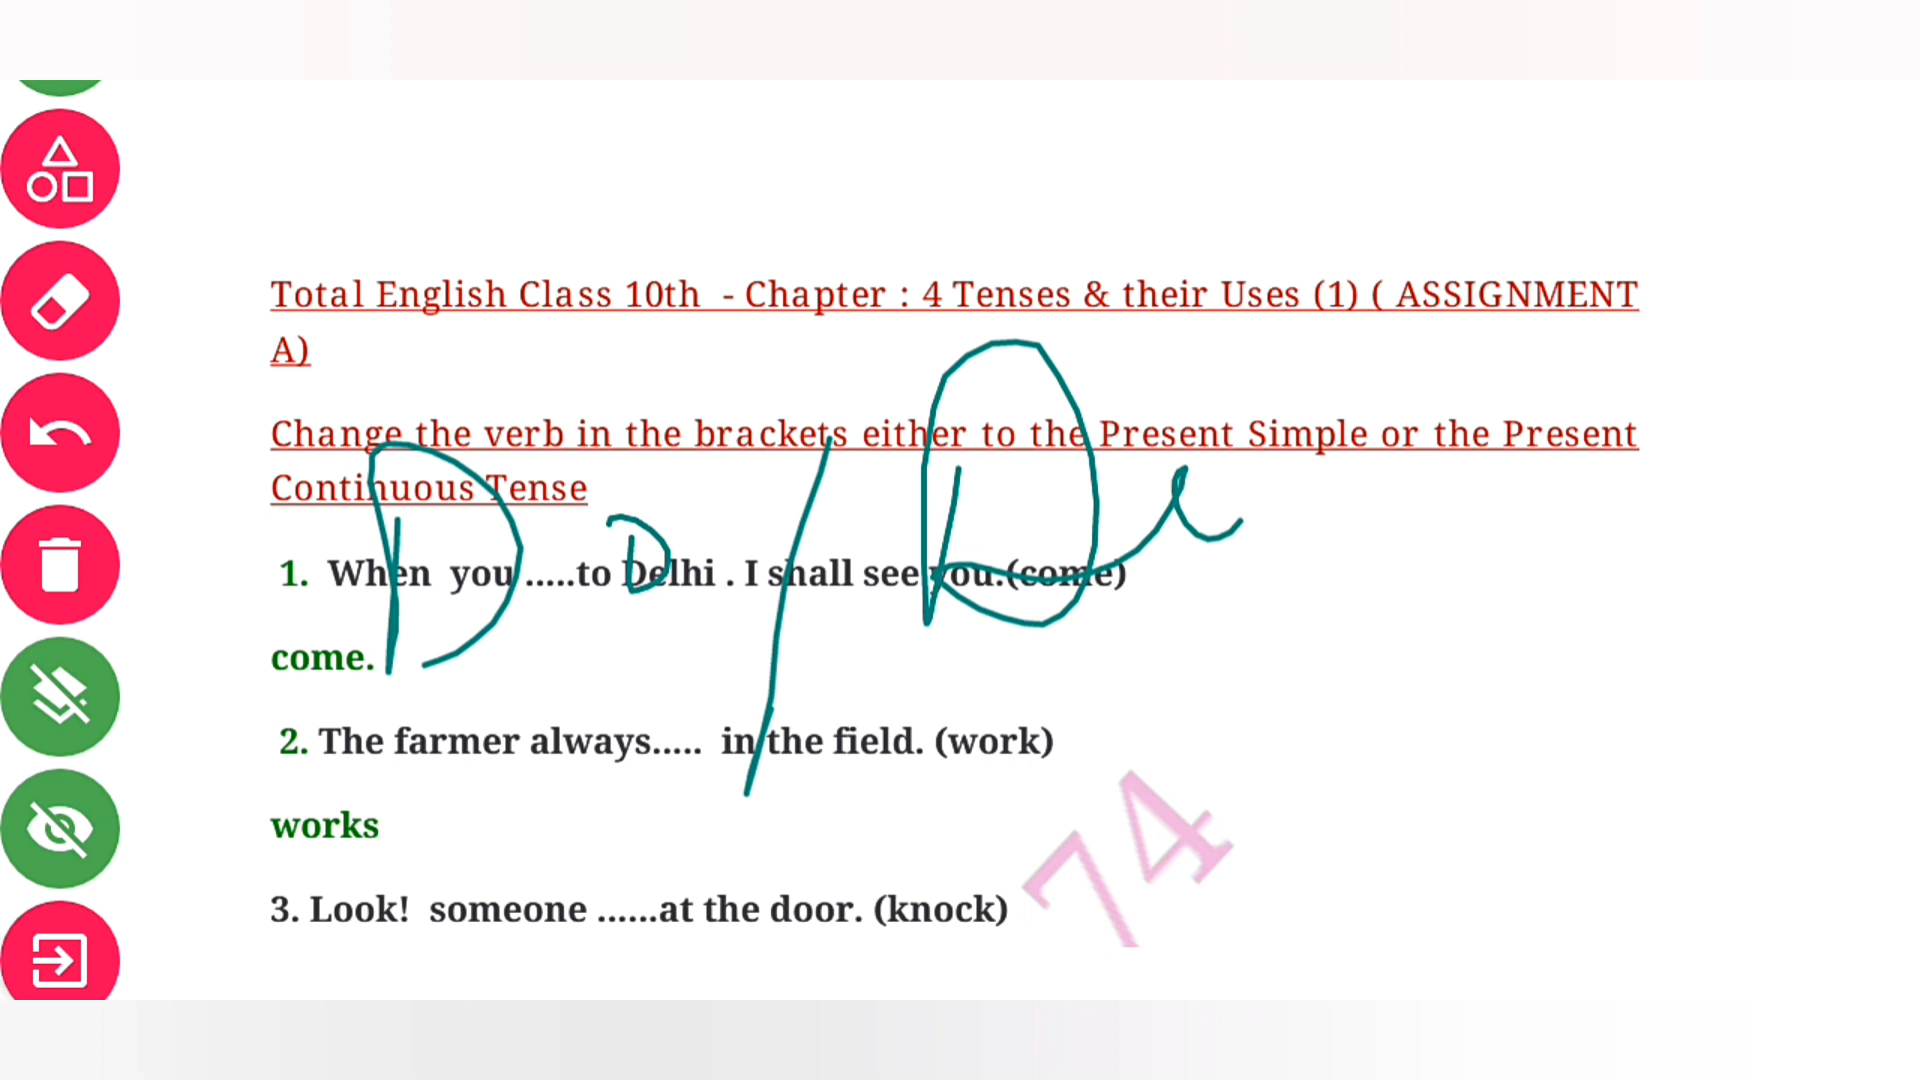 Total English Class 10th - Chapter : 4 Tenses & their Uses (1) ( ASSIGNMENT
A)
Change the verb in the brackets either to the Present Simple or the Present
Continuous Tense
1. When you .....to Delhi . I shall see you.(come)
come.
2. The farmer always..... in the field. (work)
works
3. Look! someone ......at the door. (knock)
74
D
D